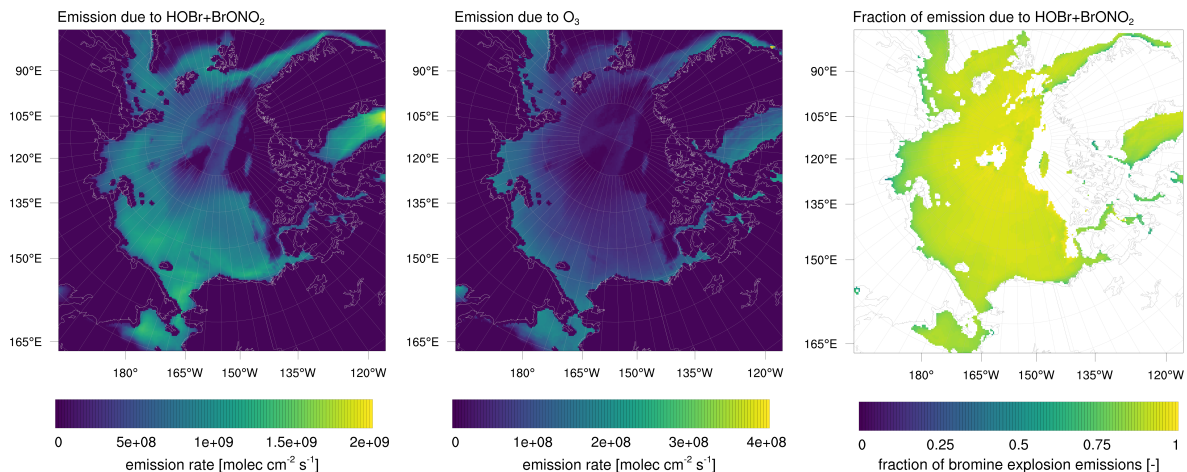 Emission due to HOBr+BrONO₂
90°E
105°E
120°E
135°E
150°E
165°E
180°
165°W
150°W
135°W
120°W
0
5e+08
1e+09
1.5e+09
2e+09
emission rate [molec cm⁻² s⁻¹]
Emission due to O₃
90°E
105°E
120°E
135°E
150°E
165°E
180°
165°W
150°W
135°W
120°W
0
1e+08
2e+08
3e+08
4e+08
emission rate [molec cm⁻² s⁻¹]
Fraction of emission due to HOBr+BrONO₂
90°E
105°E
120°E
135°E
150°E
165°E
180°
165°W
150°W
135°W
120°W
0
0.25
0.5
0.75
1
fraction of bromine explosion emissions [-]